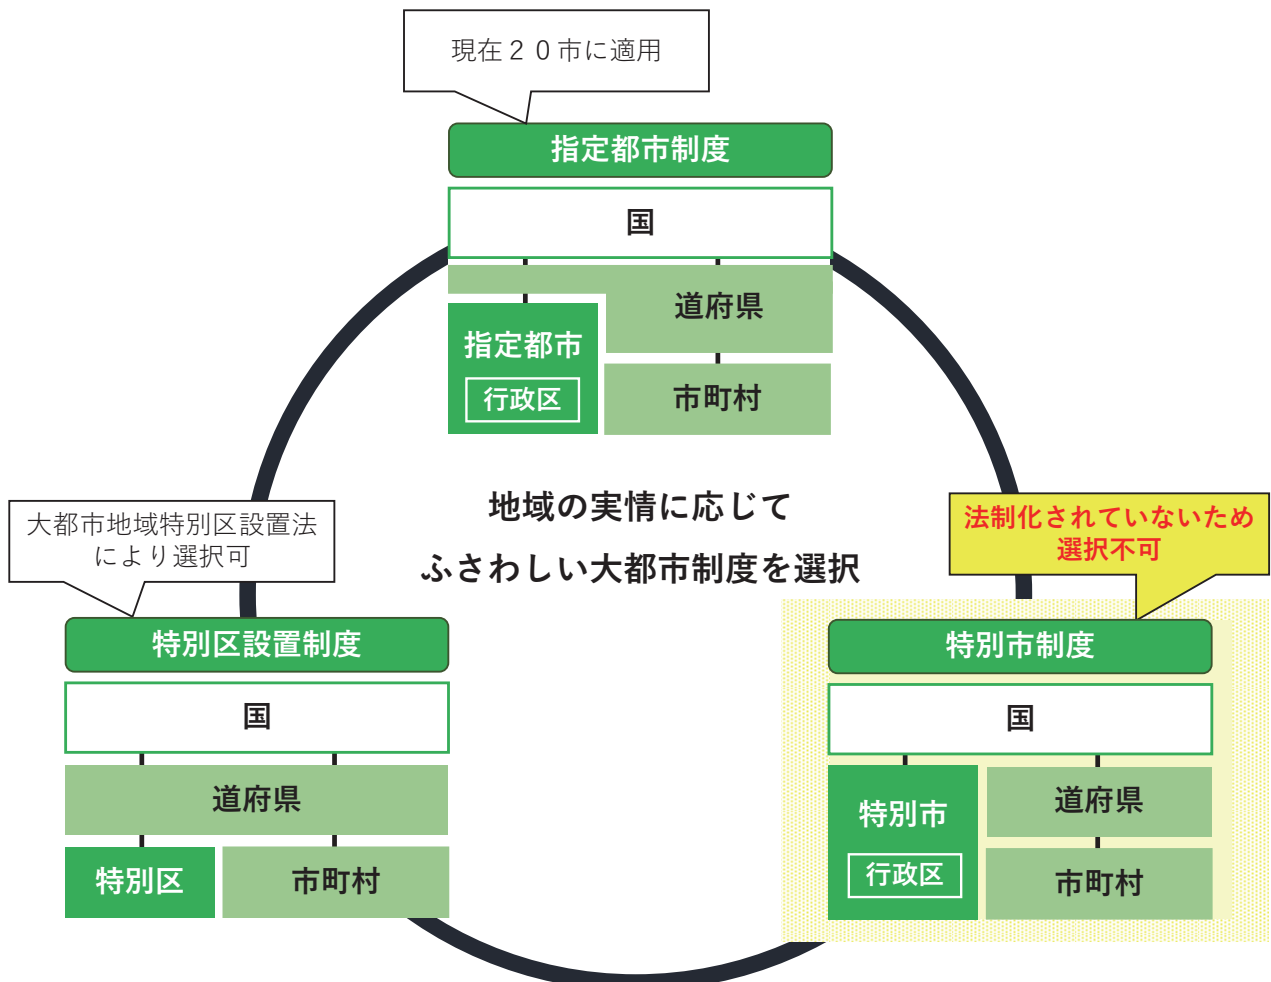 現在２０市に適用
指定都市制度
国
道府県
指定都市
行政区
市町村
地域の実情に応じて
ふさわしい大都市制度を選択
大都市地域特別区設置法
により選択可
特別区設置制度
国
道府県
特別区
市町村
法制化されていないため
選択不可
特別市制度
国
特別市
行政区
道府県
市町村